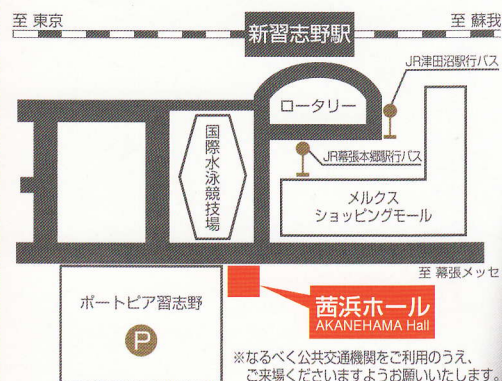 至 東京
新習志野駅
至 蘇我
JR津田沼駅行バス
ロータリー
国際水泳競技場
JR幕張本郷駅行バス
メルクス
ショッピングモール
至 幕張メッセ
ポートピア習志野
P
茜浜ホール
AKANEHAMA Hall
※なるべく公共交通機関をご利用のうえ、
ご来場くださいますようお願いいたします。